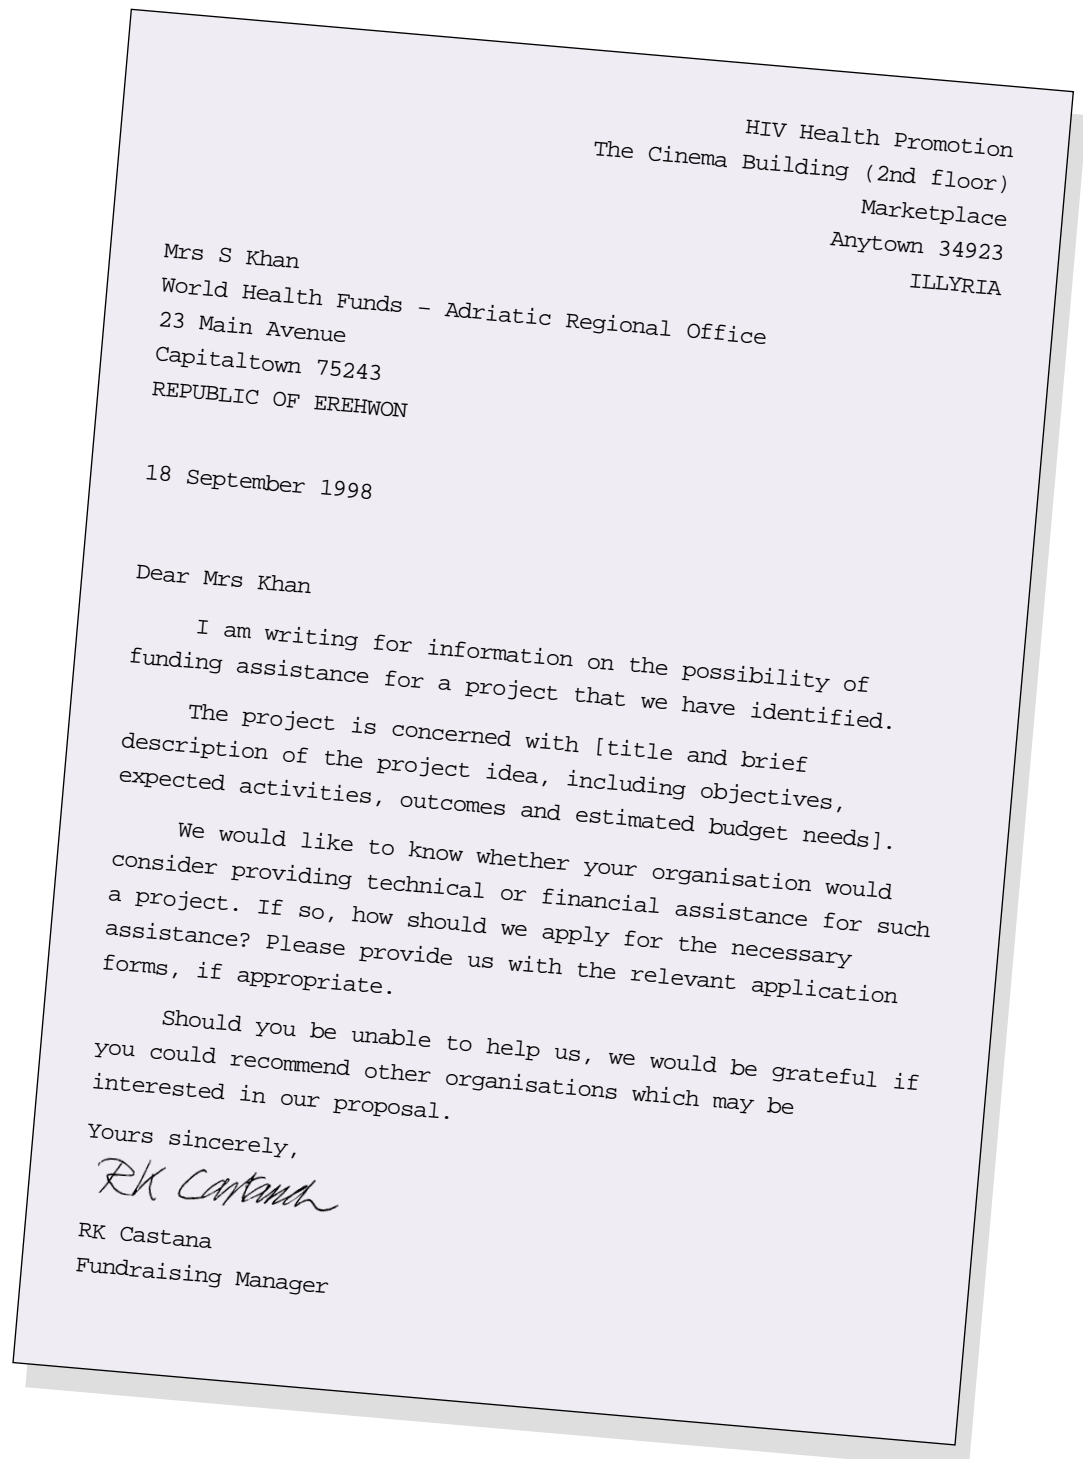 HIV Health Promotion
The Cinema Building (2nd floor)
Marketplace
Anytown 34923
ILLYRIA
Mrs S Khan
World Health Funds – Adriatic Regional Office
23 Main Avenue
Capitaltown 75243
REPUBLIC OF EREHWON
18 September 1998
Dear Mrs Khan
I am writing for information on the possibility of
funding assistance for a project that we have identified.
The project is concerned with [title and brief
description of the project idea, including objectives,
expected activities, outcomes and estimated budget needs].
We would like to know whether your organisation would
consider providing technical or financial assistance for such
a project. If so, how should we apply for the necessary
assistance? Please provide us with the relevant application
forms, if appropriate.
Should you be unable to help us, we would be grateful if
you could recommend other organisations which may be
interested in our proposal.
Yours sincerely,
RK Castana
RK Castana
Fundraising Manager